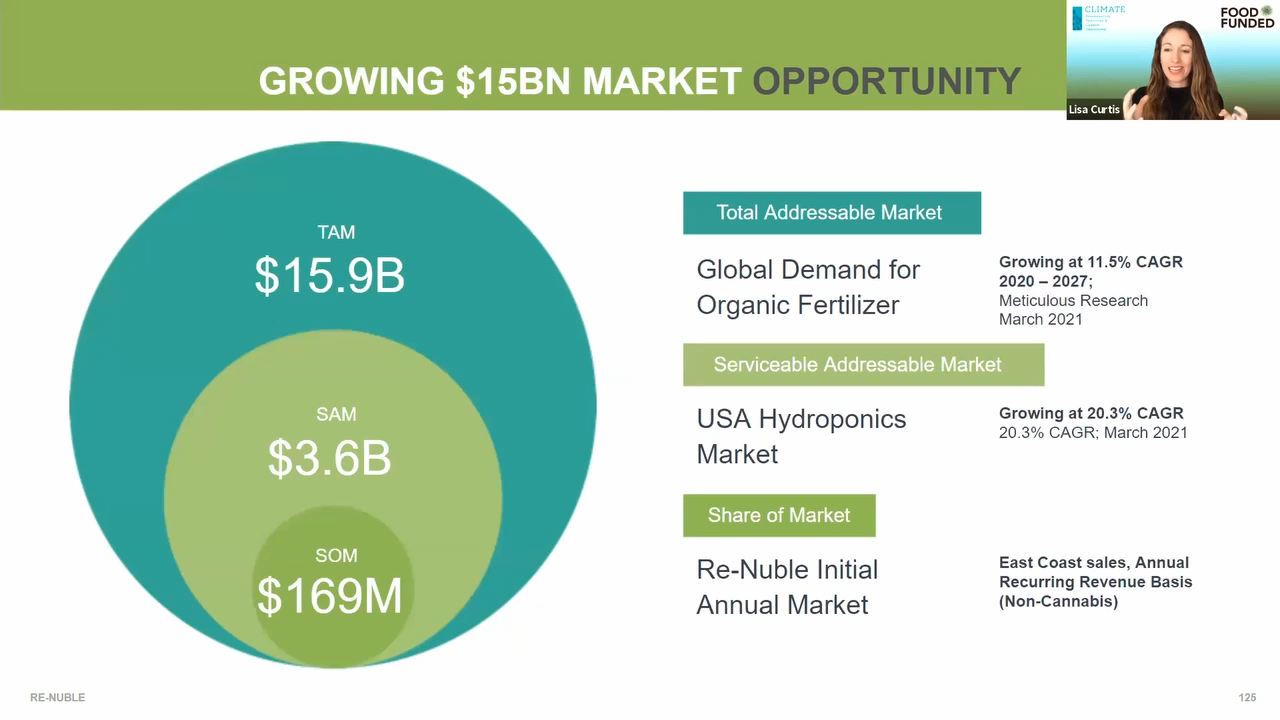 GROWING $15BN MARKET OPPORTUNITY
CLIMATE
FOOD
FUNDED
Lisa Curtis
TAM
$15.9B
SAM
$3.6B
SOM
$169M
Total Addressable Market
Global Demand for
Organic Fertilizer
Growing at 11.5% CAGR
2020 – 2027;
Meticulous Research
March 2021
Serviceable Addressable Market
USA Hydroponics
Market
Growing at 20.3% CAGR
20.3% CAGR; March 2021
Share of Market
Re-Nuble Initial
Annual Market
East Coast sales, Annual
Recurring Revenue Basis
(Non-Cannabis)
RE-NUBLE
125